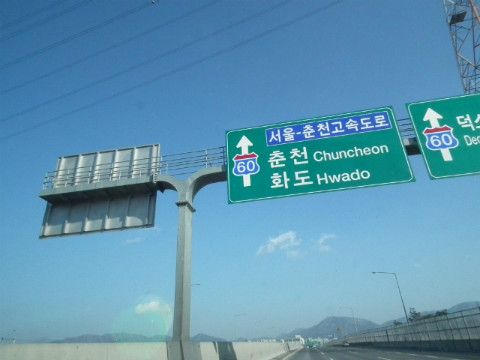 서울-춘천고속도로
60
춘천 Chuncheon
화도 Hwado
60